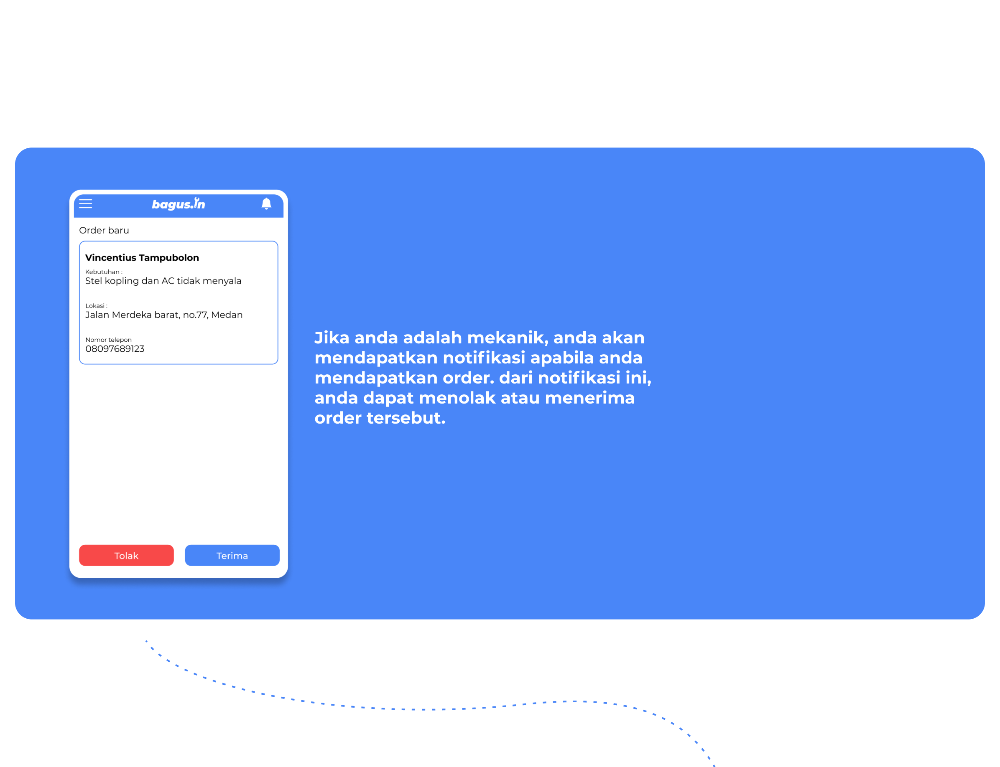 bagus.in
Order baru
Vincentius Tampubolon
Kebutuhan :
Stel kopling dan AC tidak menyala
Lokasi :
Jalan Merdeka barat, no.77, Medan
Nomor telepon
08097689123
Tolak
Terima
Jika anda adalah mekanik, anda akan
mendapatkan notifikasi apabila anda
mendapatkan order. dari notifikasi ini,
anda dapat menolak atau menerima
order tersebut.